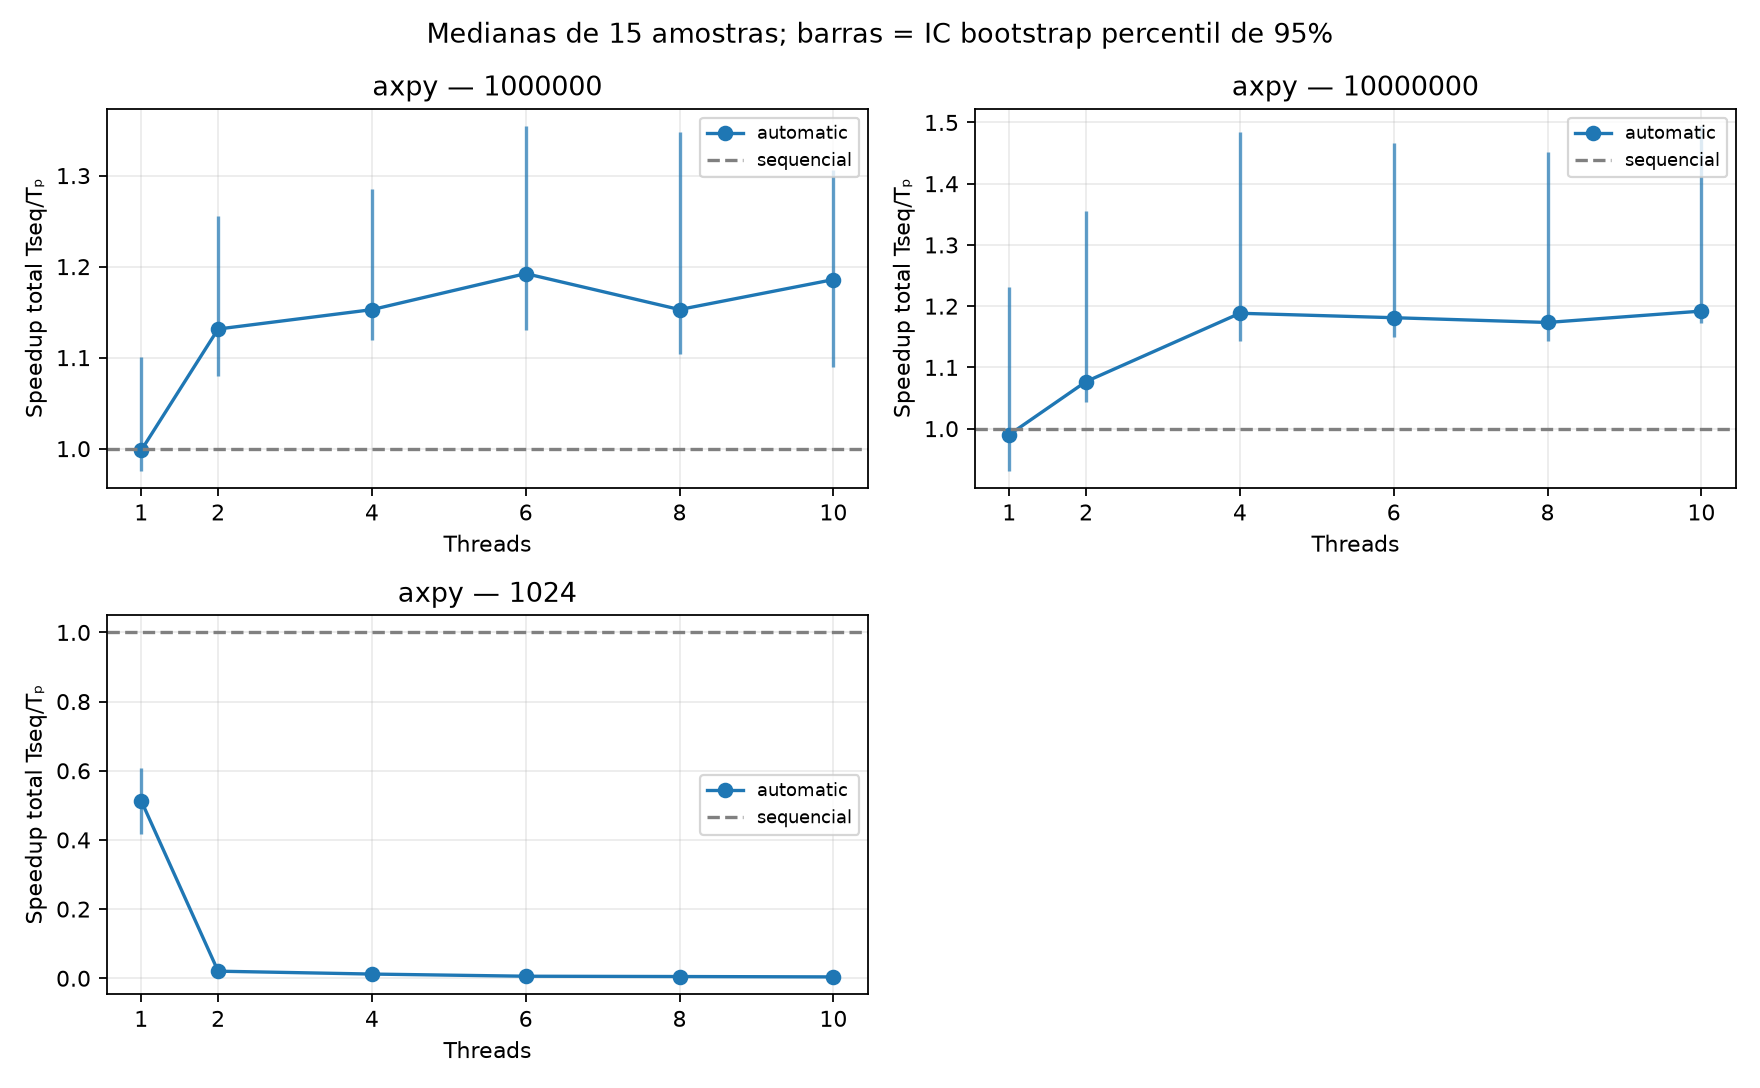 Medianas de 15 amostras; barras = IC bootstrap percentil de 95%
axpy — 1000000
Speedup total Tseq/Tₚ
1.3
1.2
1.1
1.0
automatic
sequencial
1 2 4 6 8 10
Threads
axpy — 10000000
Speedup total Tseq/Tₚ
1.5
1.4
1.3
1.2
1.1
1.0
automatic
sequencial
1 2 4 6 8 10
Threads
axpy — 1024
Speedup total Tseq/Tₚ
1.0
0.8
0.6
0.4
0.2
0.0
automatic
sequencial
1 2 4 6 8 10
Threads